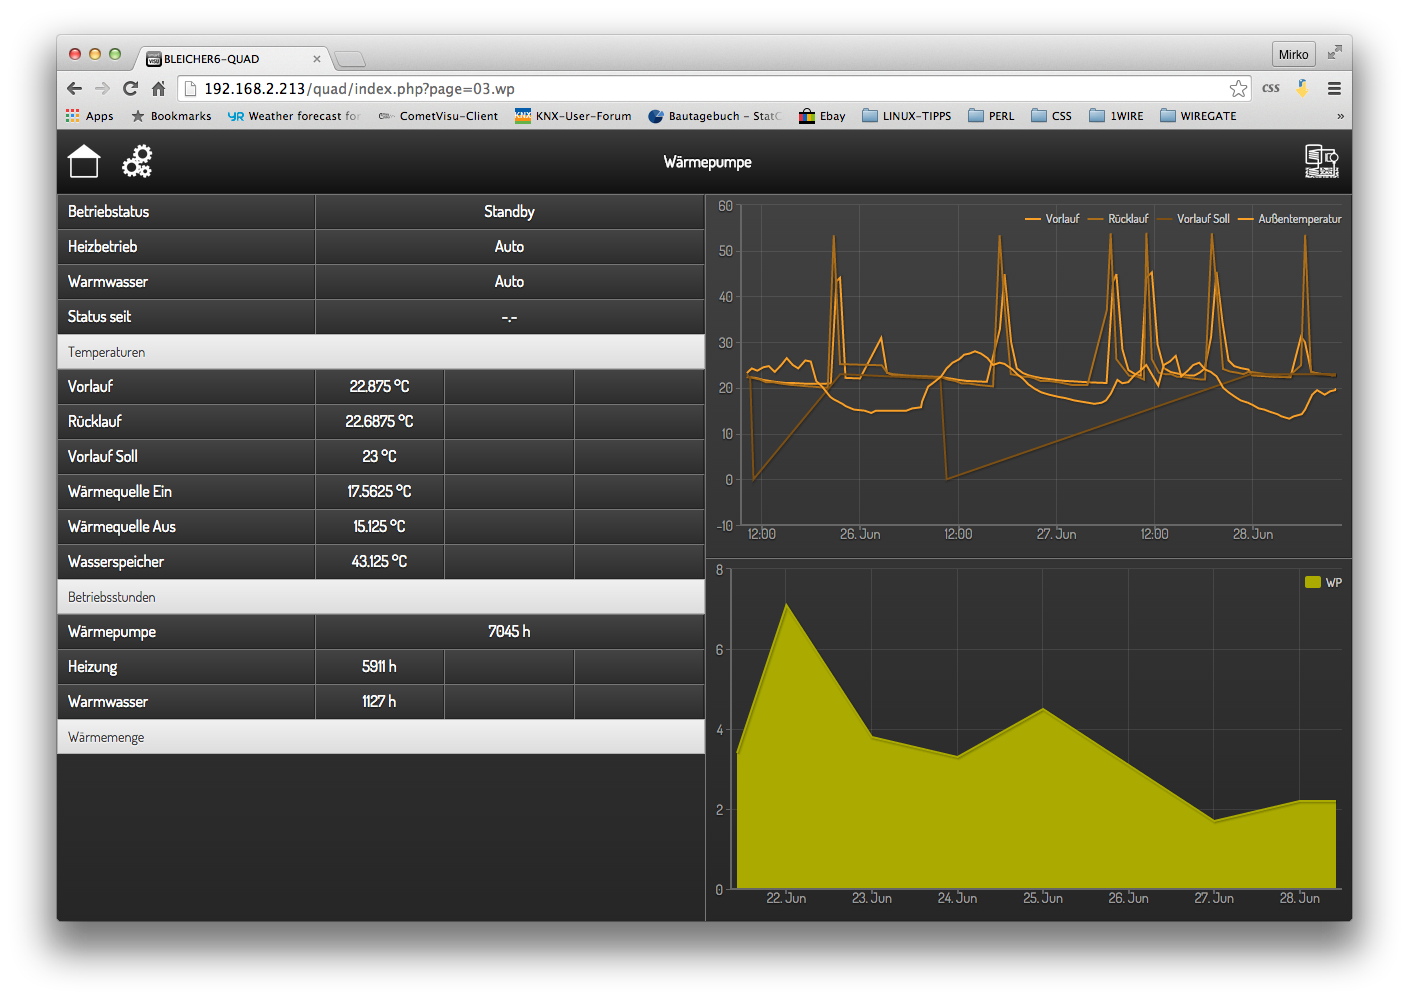 BLEICHER6-QUAD
Mirko
192.168.2.213/quad/index.php?page=03.wp
css
Apps
Bookmarks
YR Weather forecast for
CometVisu-Client
KNX KNX-User-Forum
Bautagebuch - StatC
Ebay
LINUX-TIPPS
PERL
CSS
1WIRE
WIREGATE
»
Wärmepumpe
Betriebstatus Standby
Heizbetrieb Auto
Warmwasser Auto
Status seit -.-
Temperaturen
Vorlauf 22.875 °C
Rücklauf 22.6875 °C
Vorlauf Soll 23 °C
Wärmequelle Ein 17.5625 °C
Wärmequelle Aus 15.125 °C
Wasserspeicher 43.125 °C
Betriebsstunden
Wärmepumpe 7045 h
Heizung 5911 h
Warmwasser 1127 h
Wärmemenge
Vorlauf Rücklauf Vorlauf Soll Außentemperatur
60
50
40
30
20
10
0
-10
12:00 26. Jun 12:00 27. Jun 12:00 28. Jun
WP
8
6
4
2
0
22. Jun 23. Jun 24. Jun 25. Jun 26. Jun 27. Jun 28. Jun